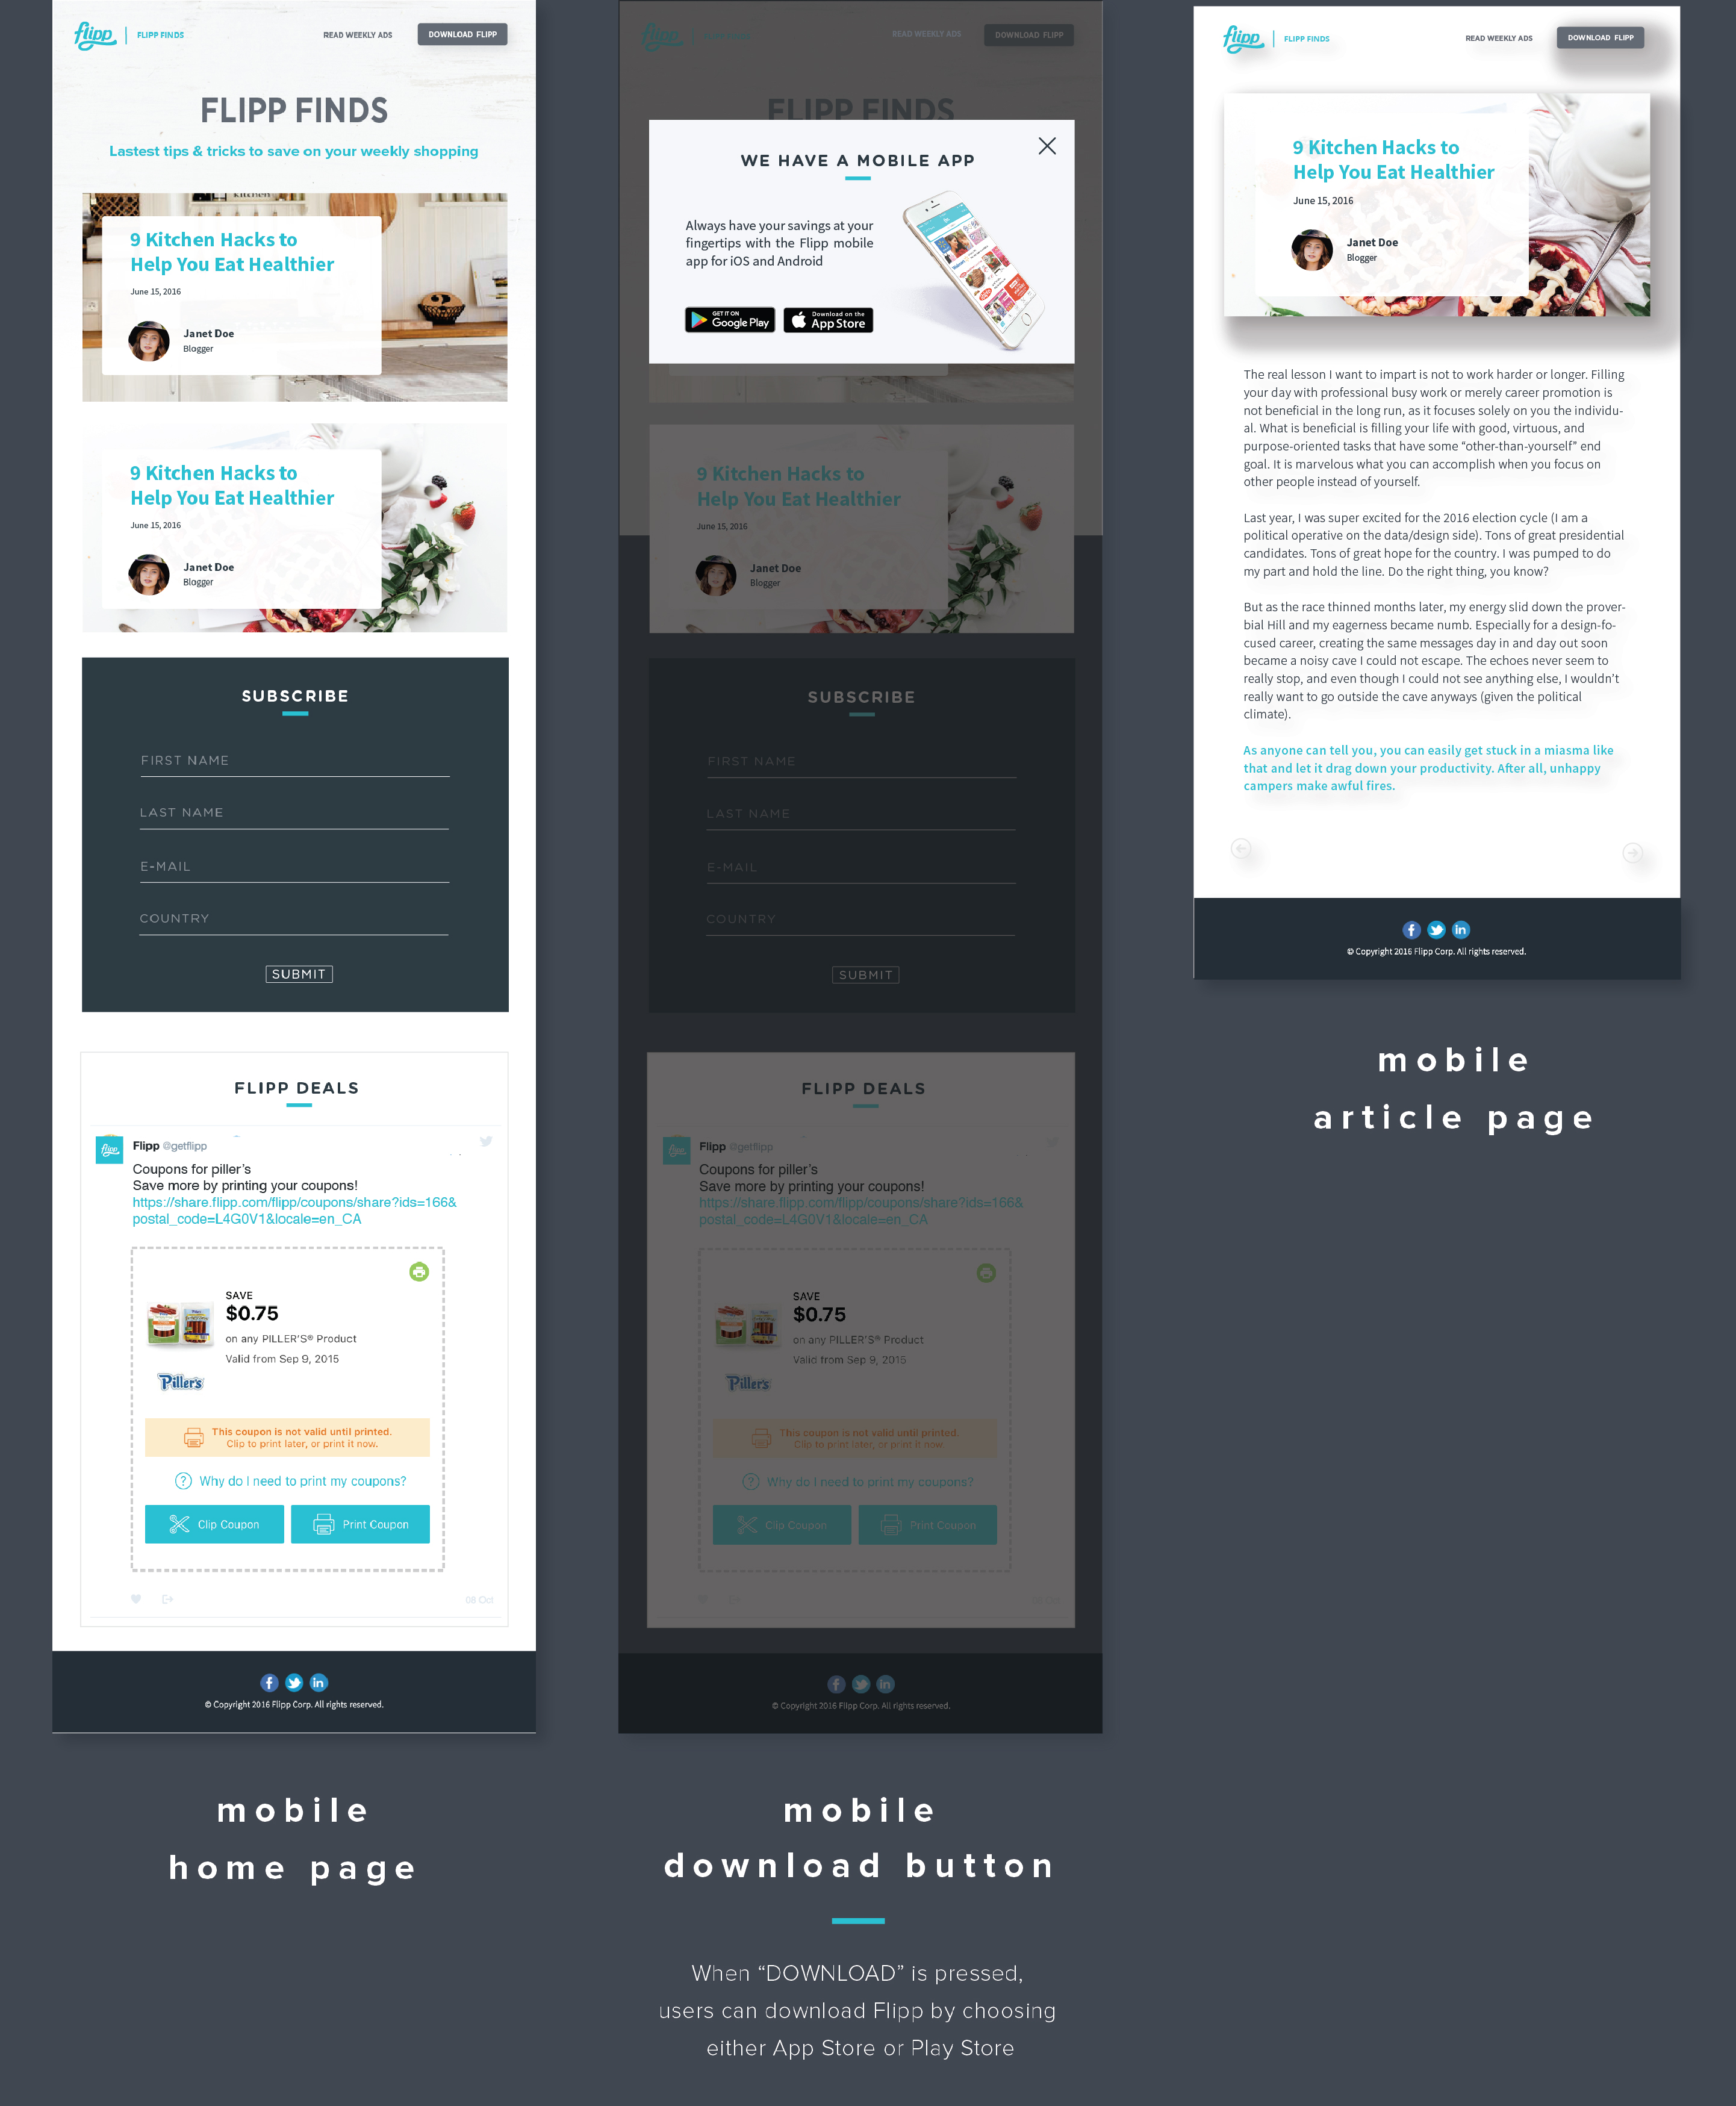 flipp | FLIPP FINDS
READ WEEKLY ADS
DOWNLOAD FLIPP
FLIPP FINDS
Lastest tips & tricks to save on your weekly shopping
KITCHEN
9 Kitchen Hacks to
Help You Eat Healthier
June 15, 2016
Janet Doe
Blogger
9 Kitchen Hacks to
Help You Eat Healthier
June 15, 2016
Janet Doe
Blogger
SUBSCRIBE
FIRST NAME
LAST NAME
E-MAIL
COUNTRY
SUBMIT
FLIPP DEALS
flipp
Flipp @getflipp
Coupons for piller’s
Save more by printing your coupons!
https://share.flipp.com/flipp/coupons/share?ids=166&
postal_code=L4G0V1&locale=en_CA
SAVE
$0.75
on any PILLER’S® Product
Valid from Sep 9, 2015
Piller's
This coupon is not valid until printed.
Clip to print later, or print it now.
? Why do I need to print my coupons?
Clip Coupon
Print Coupon
08 Oct
f in
© Copyright 2016 Flipp Corp. All rights reserved.
mobile
home page
flipp | FLIPP FINDS
READ WEEKLY ADS
DOWNLOAD FLIPP
FLIPP FINDS
WE HAVE A MOBILE APP
Always have your savings at your
fingertips with the Flipp mobile
app for iOS and Android
GET IT ON
Google Play
Download on the
App Store
9 Kitchen Hacks to
Help You Eat Healthier
June 15, 2016
Janet Doe
Blogger
SUBSCRIBE
FIRST NAME
LAST NAME
E-MAIL
COUNTRY
SUBMIT
FLIPP DEALS
flipp
Flipp @getflipp
Coupons for piller’s
Save more by printing your coupons!
https://share.flipp.com/flipp/coupons/share?ids=166&
postal_code=L4G0V1&locale=en_CA
SAVE
$0.75
on any PILLER’S® Product
Valid from Sep 9, 2015
Piller's
This coupon is not valid until printed.
Clip to print later, or print it now.
? Why do I need to print my coupons?
Clip Coupon
Print Coupon
08 Oct
f in
© Copyright 2016 Flipp Corp. All rights reserved.
mobile
download button
When “DOWNLOAD” is pressed,
users can download Flipp by choosing
either App Store or Play Store
flipp | FLIPP FINDS
READ WEEKLY ADS
DOWNLOAD FLIPP
9 Kitchen Hacks to
Help You Eat Healthier
June 15, 2016
Janet Doe
Blogger
The real lesson I want to impart is not to work harder or longer. Filling
your day with professional busy work or merely career promotion is
not beneficial in the long run, as it focuses solely on you the individu-
al. What is beneficial is filling your life with good, virtuous, and
purpose-oriented tasks that have some “other-than-yourself” end
goal. It is marvelous what you can accomplish when you focus on
other people instead of yourself.
Last year, I was super excited for the 2016 election cycle (I am a
political operative on the data/design side). Tons of great presidential
candidates. Tons of great hope for the country. I was pumped to do
my part and hold the line. Do the right thing, you know?
But as the race thinned months later, my energy slid down the prover-
bial Hill and my eagerness became numb. Especially for a design-fo-
cused career, creating the same messages day in and day out soon
became a noisy cave I could not escape. The echoes never seem to
really stop, and even though I could not see anything else, I wouldn’t
really want to go outside the cave anyways (given the political
climate).
As anyone can tell you, you can easily get stuck in a miasma like
that and let it drag down your productivity. After all, unhappy
campers make awful fires.
f in
© Copyright 2016 Flipp Corp. All rights reserved.
mobile
article page